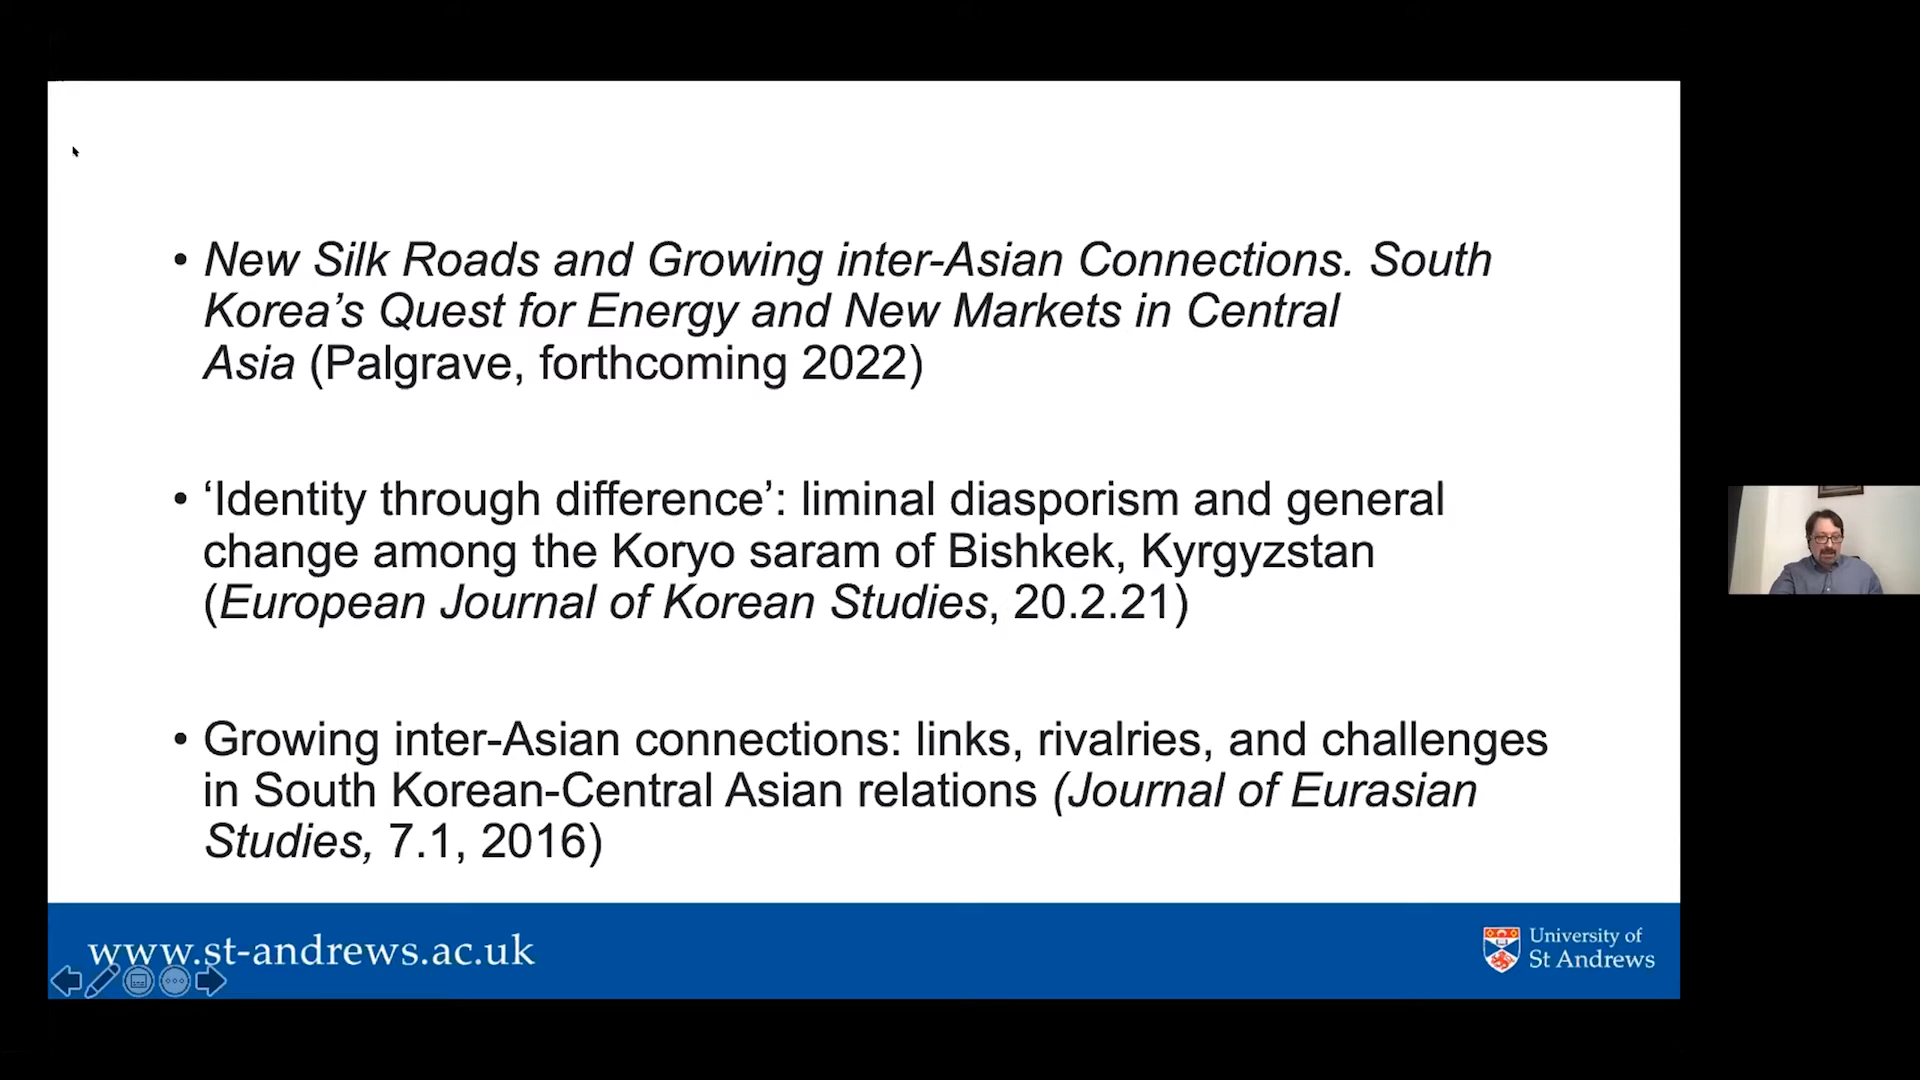 • New Silk Roads and Growing inter-Asian Connections. South
Korea’s Quest for Energy and New Markets in Central
Asia (Palgrave, forthcoming 2022)
• ‘Identity through difference’: liminal diasporism and general
change among the Koryo saram of Bishkek, Kyrgyzstan
(European Journal of Korean Studies, 20.2.21)
• Growing inter-Asian connections: links, rivalries, and challenges
in South Korean-Central Asian relations (Journal of Eurasian
Studies, 7.1, 2016)
www.st-andrews.ac.uk
University of
St Andrews